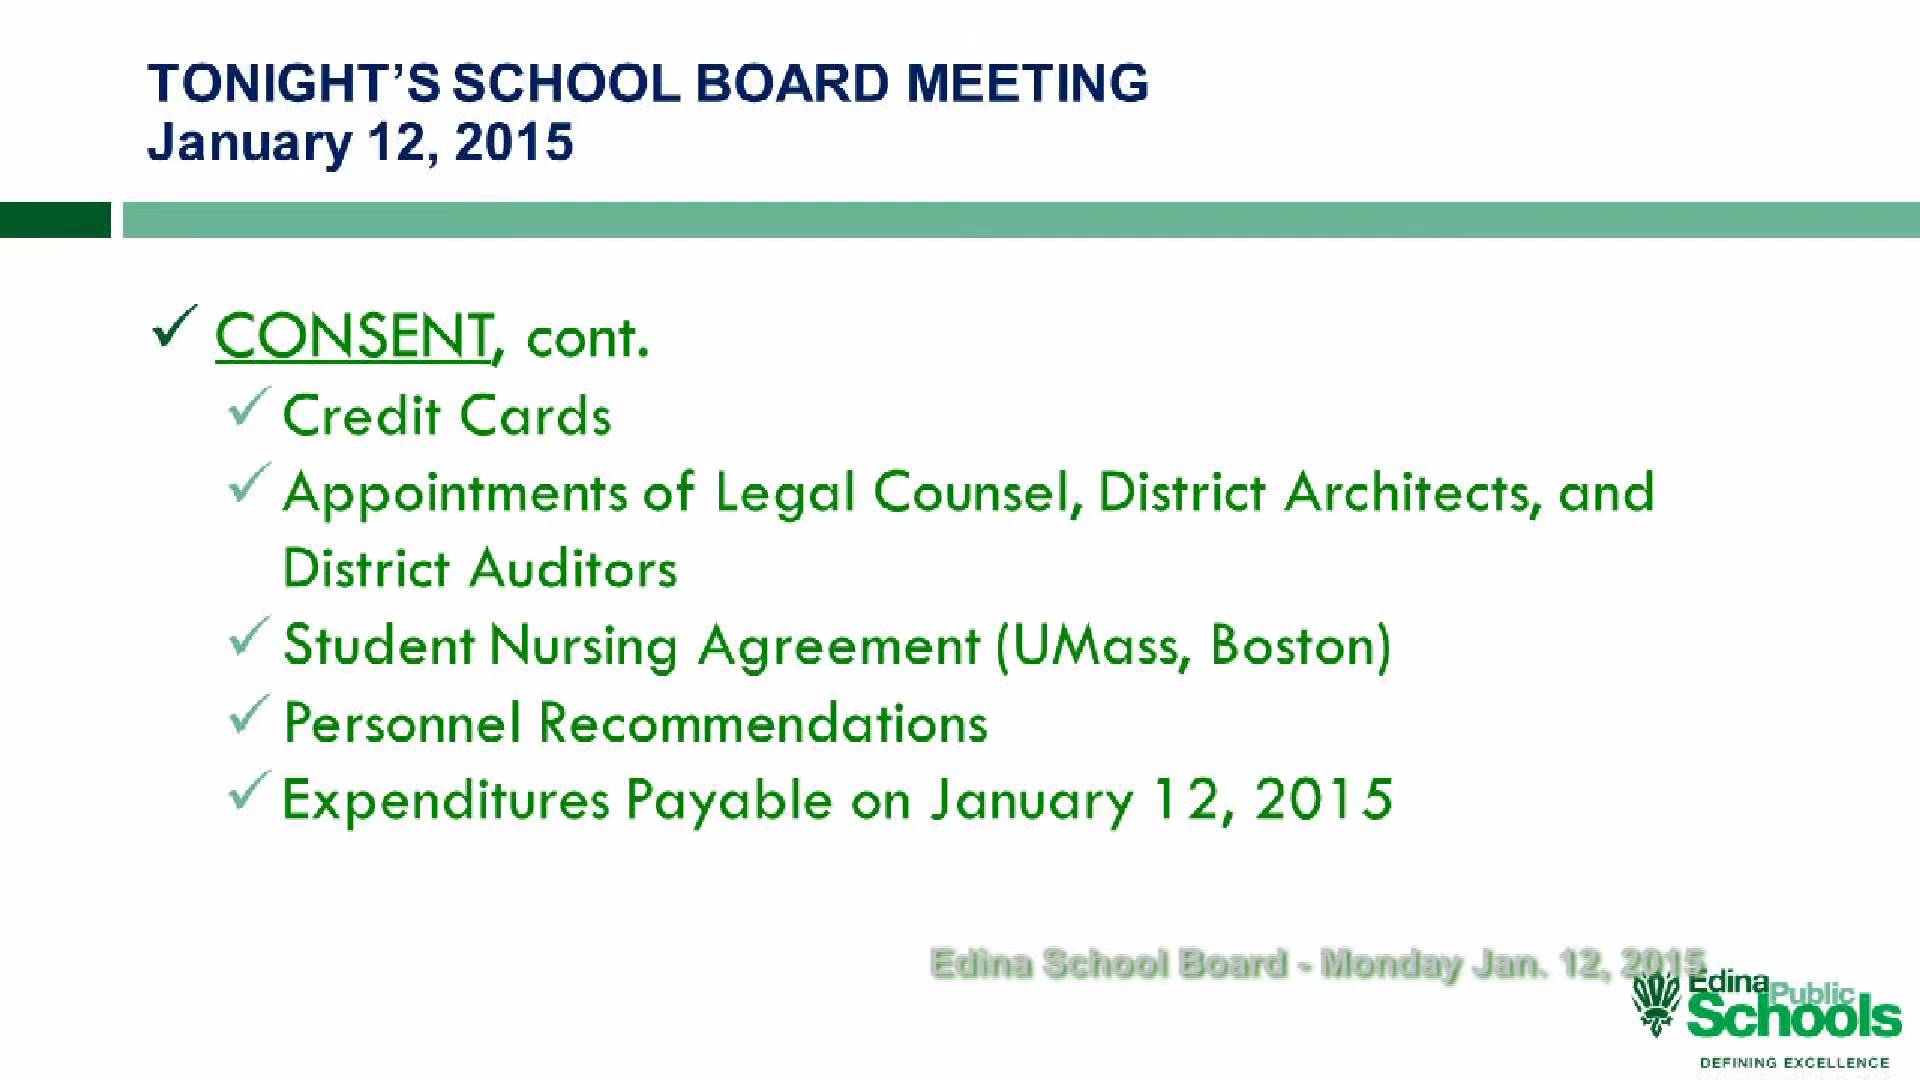 TONIGHT’S SCHOOL BOARD MEETING
January 12, 2015
CONSENT, cont.
Credit Cards
Appointments of Legal Counsel, District Architects, and
District Auditors
Student Nursing Agreement (UMass, Boston)
Personnel Recommendations
Expenditures Payable on January 12, 2015
Edina School Board - Monday Jan. 12, 2015
Edina Public
Schools
DEFINING EXCELLENCE